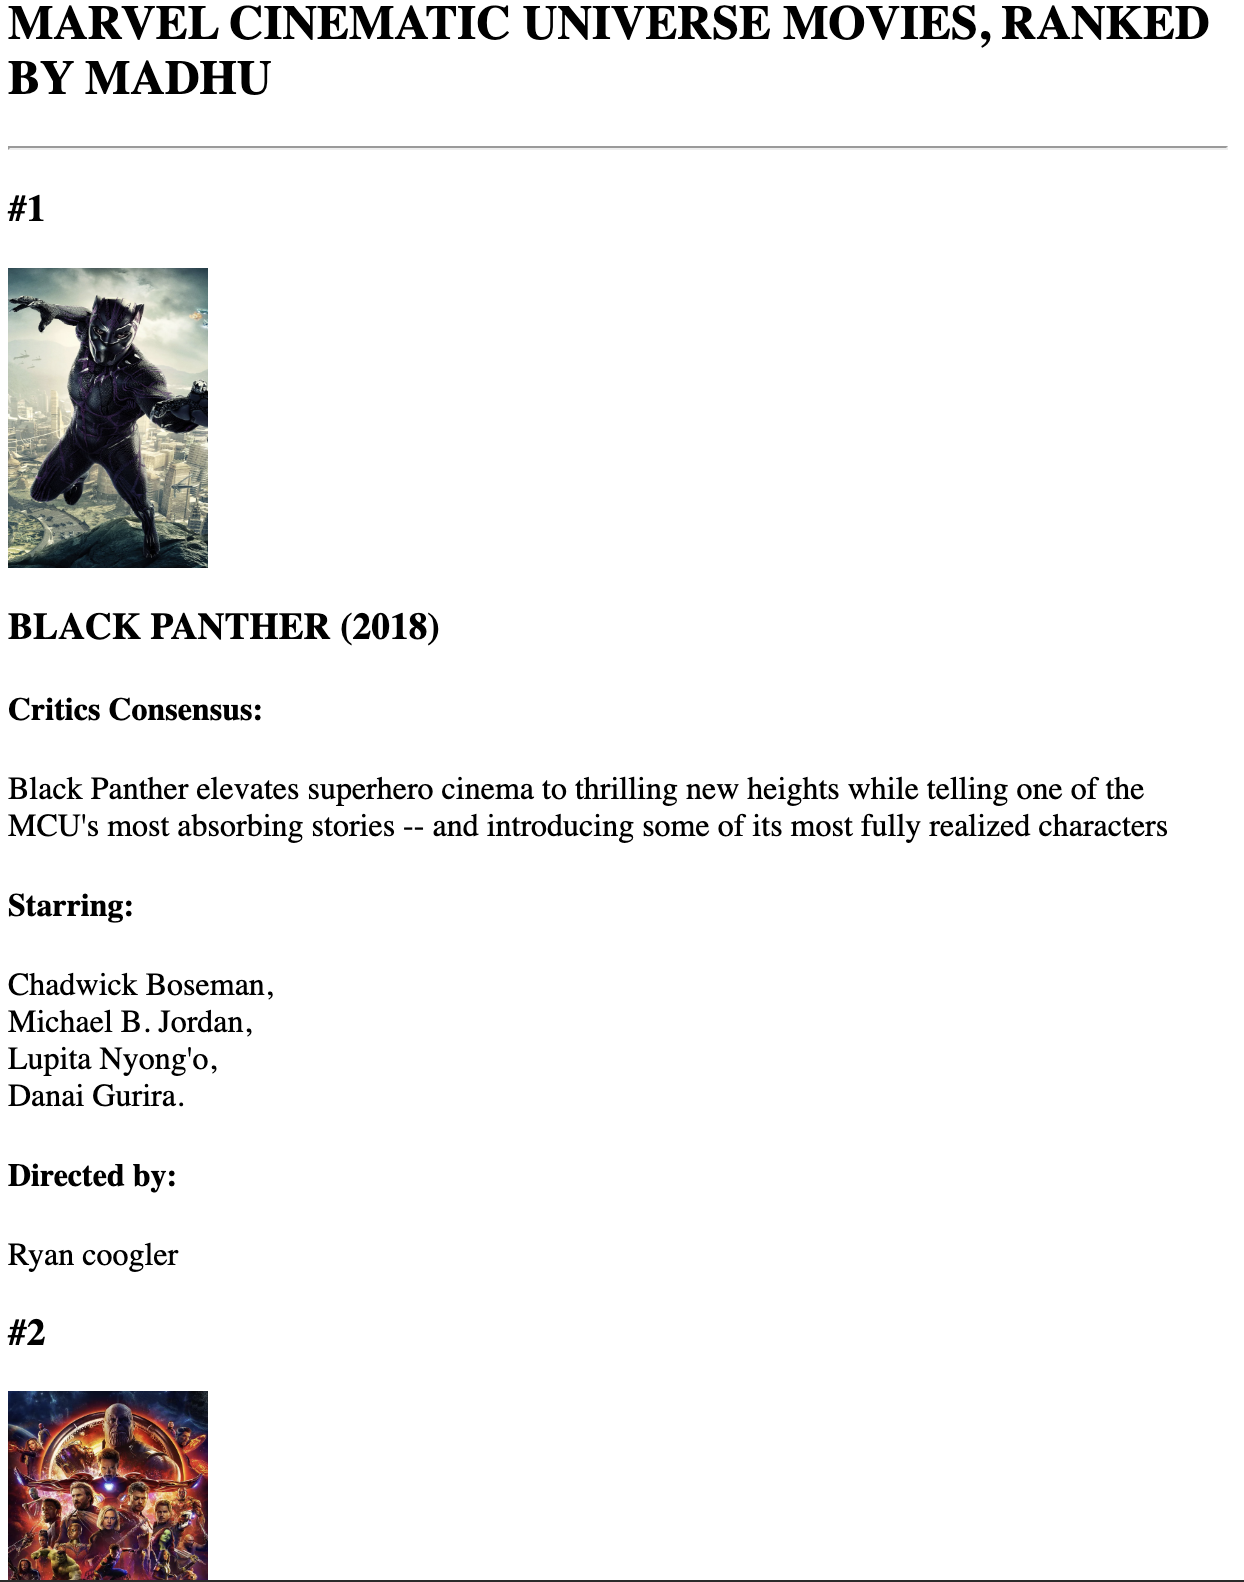 MARVEL CINEMATIC UNIVERSE MOVIES, RANKED
BY MADHU
#1
BLACK PANTHER (2018)
Critics Consensus:
Black Panther elevates superhero cinema to thrilling new heights while telling one of the
MCU's most absorbing stories -- and introducing some of its most fully realized characters
Starring:
Chadwick Boseman,
Michael B. Jordan,
Lupita Nyong'o,
Danai Gurira.
Directed by:
Ryan coogler
#2